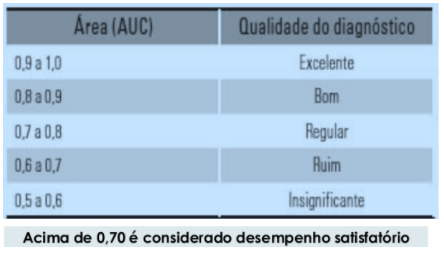 Área (AUC) Qualidade do diagnóstico
0,9 a 1,0 Excelente
0,8 a 0,9 Bom
0,7 a 0,8 Regular
0,6 a 0,7 Ruim
0,5 a 0,6 Insignificante
Acima de 0,70 é considerado desempenho satisfatório